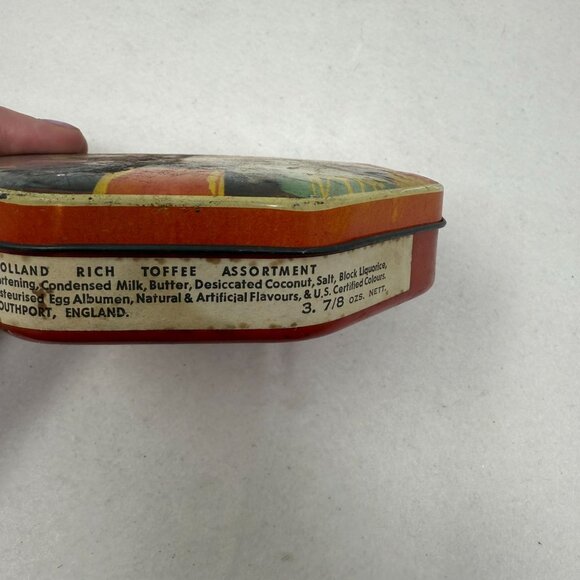 OLLAND RICH TOFFEE ASSORTMENT
rtening, Condensed Milk, Butter, Desiccated Coconut, Salt, Block Liquorice,
steurised Egg Albumen, Natural & Artificial Flavours, & U.S. Certified Colours.
OUTHPORT, ENGLAND. 3. 7/8 OZS. NETT.